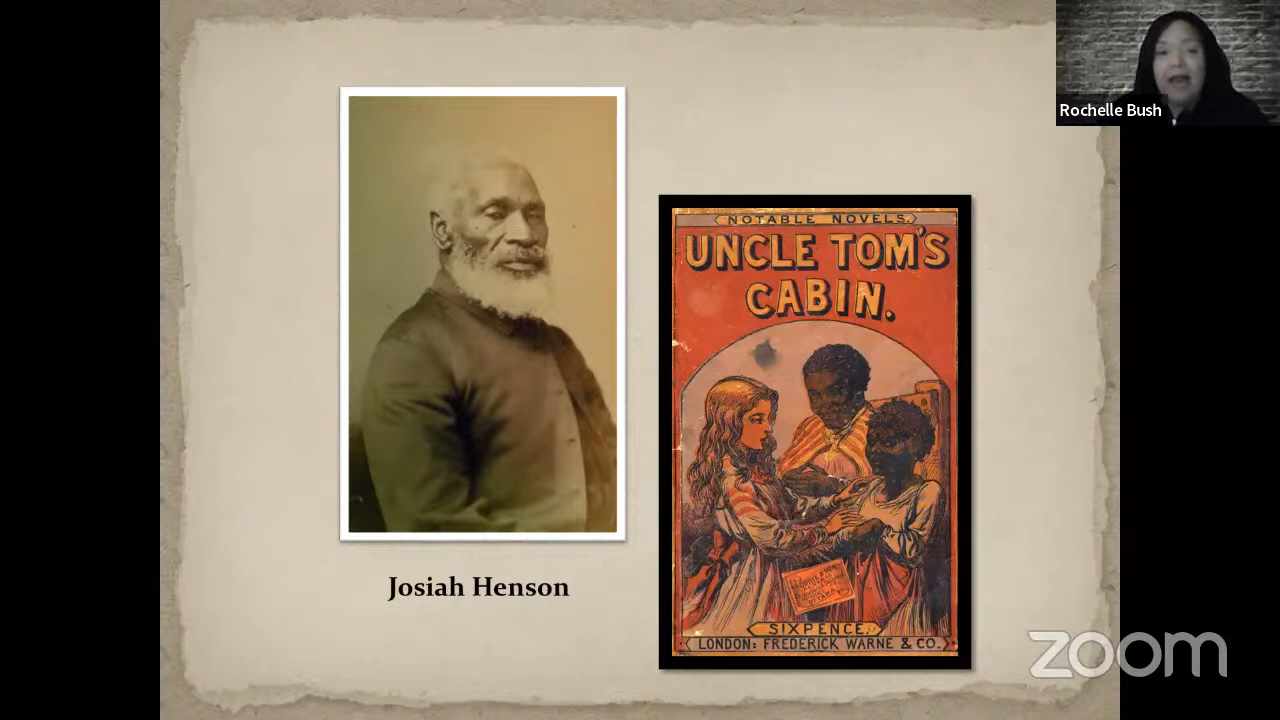 Rochelle Bush
NOTABLE NOVELS.
UNCLE TOM'S
CABIN.
SIXPENCE.
LONDON: FREDERICK WARNE & CO.
Josiah Henson
zoom